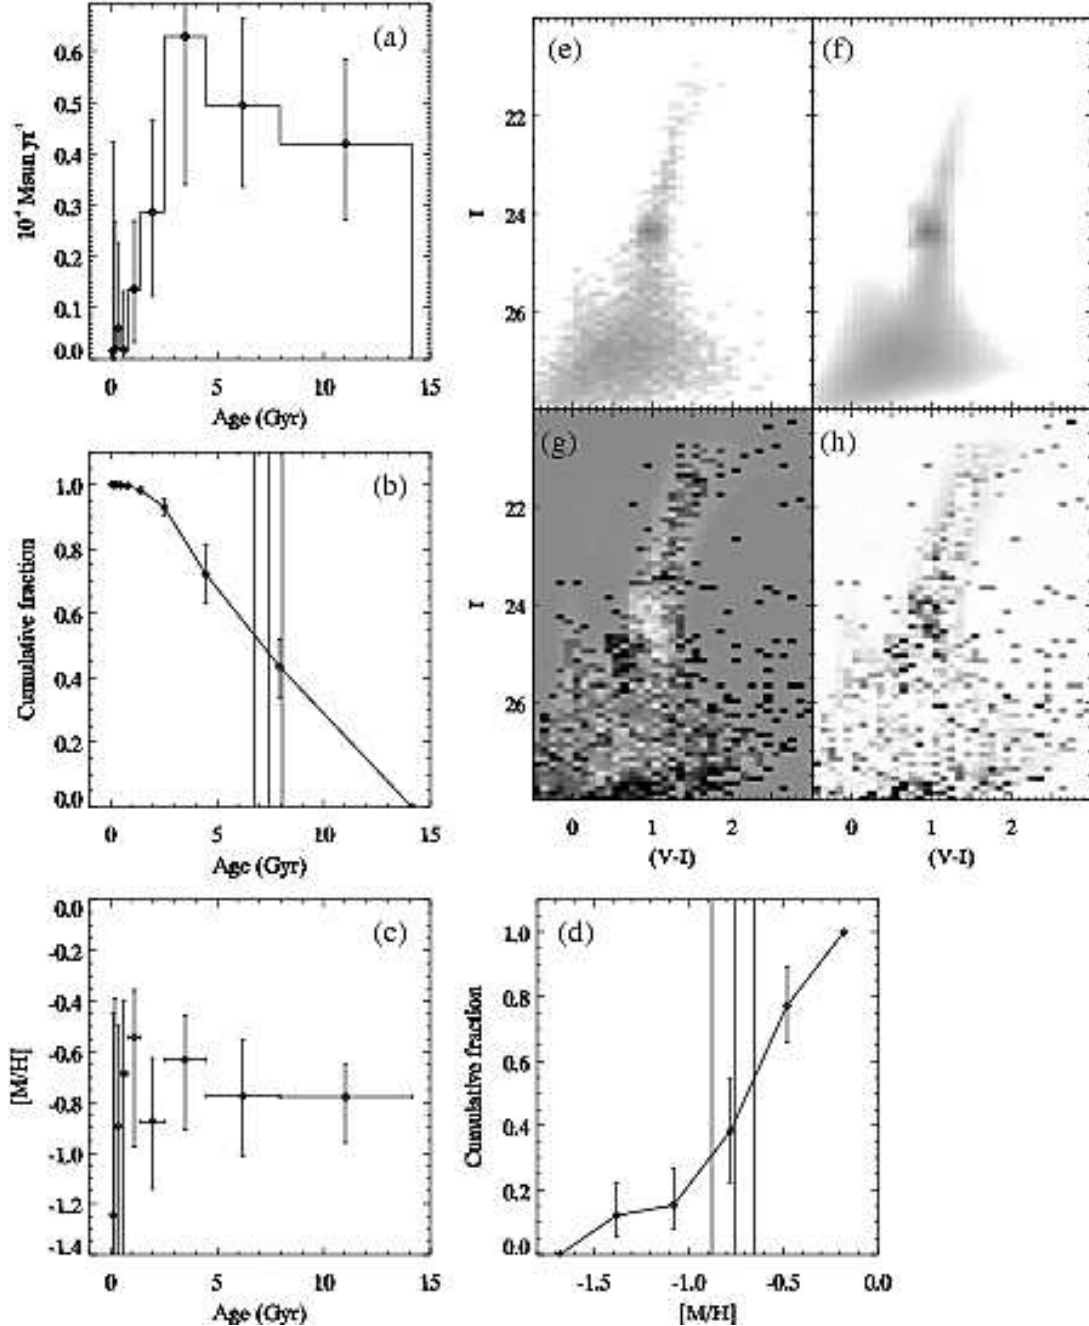 (a)
10⁻⁴ Msun yr⁻¹
0.6
0.5
0.4
0.3
0.2
0.1
0.0
0 5 10 15
Age (Gyr)
(b)
Cumulative fraction
1.0
0.8
0.6
0.4
0.2
0.0
0 5 10 15
Age (Gyr)
(c)
[M/H]
0.0
-0.2
-0.4
-0.6
-0.8
-1.0
-1.2
-1.4
0 5 10 15
Age (Gyr)
(e)
(f)
I
22
24
26
(g)
(h)
I
22
24
26
0 1 2
(V-I)
0 1 2
(V-I)
(d)
Cumulative fraction
1.0
0.8
0.6
0.4
0.2
0.0
-1.5 -1.0 -0.5 0.0
[M/H]